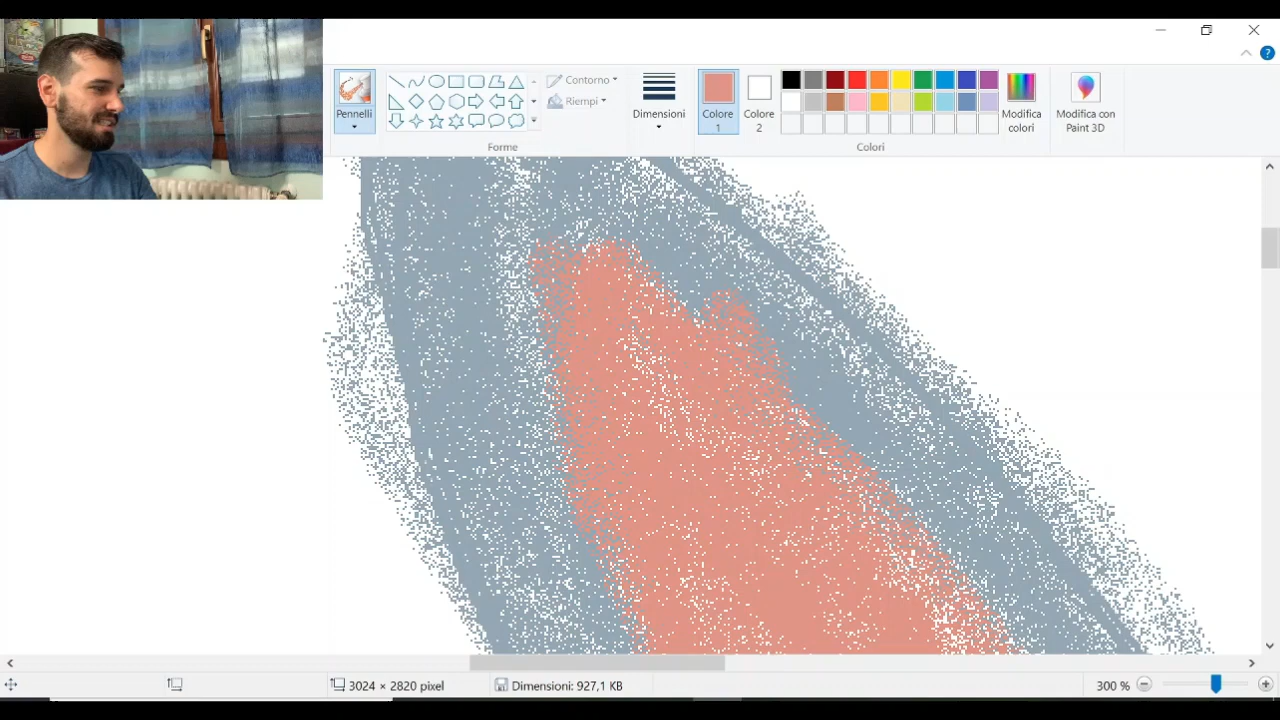 Contorno
Riempi
Pennelli
Dimensioni
Colore
1
Colore
2
Modifica
colori
Modifica con
Paint 3D
Forme
Colori
3024 × 2820 pixel
Dimensioni: 927,1 KB
300 %